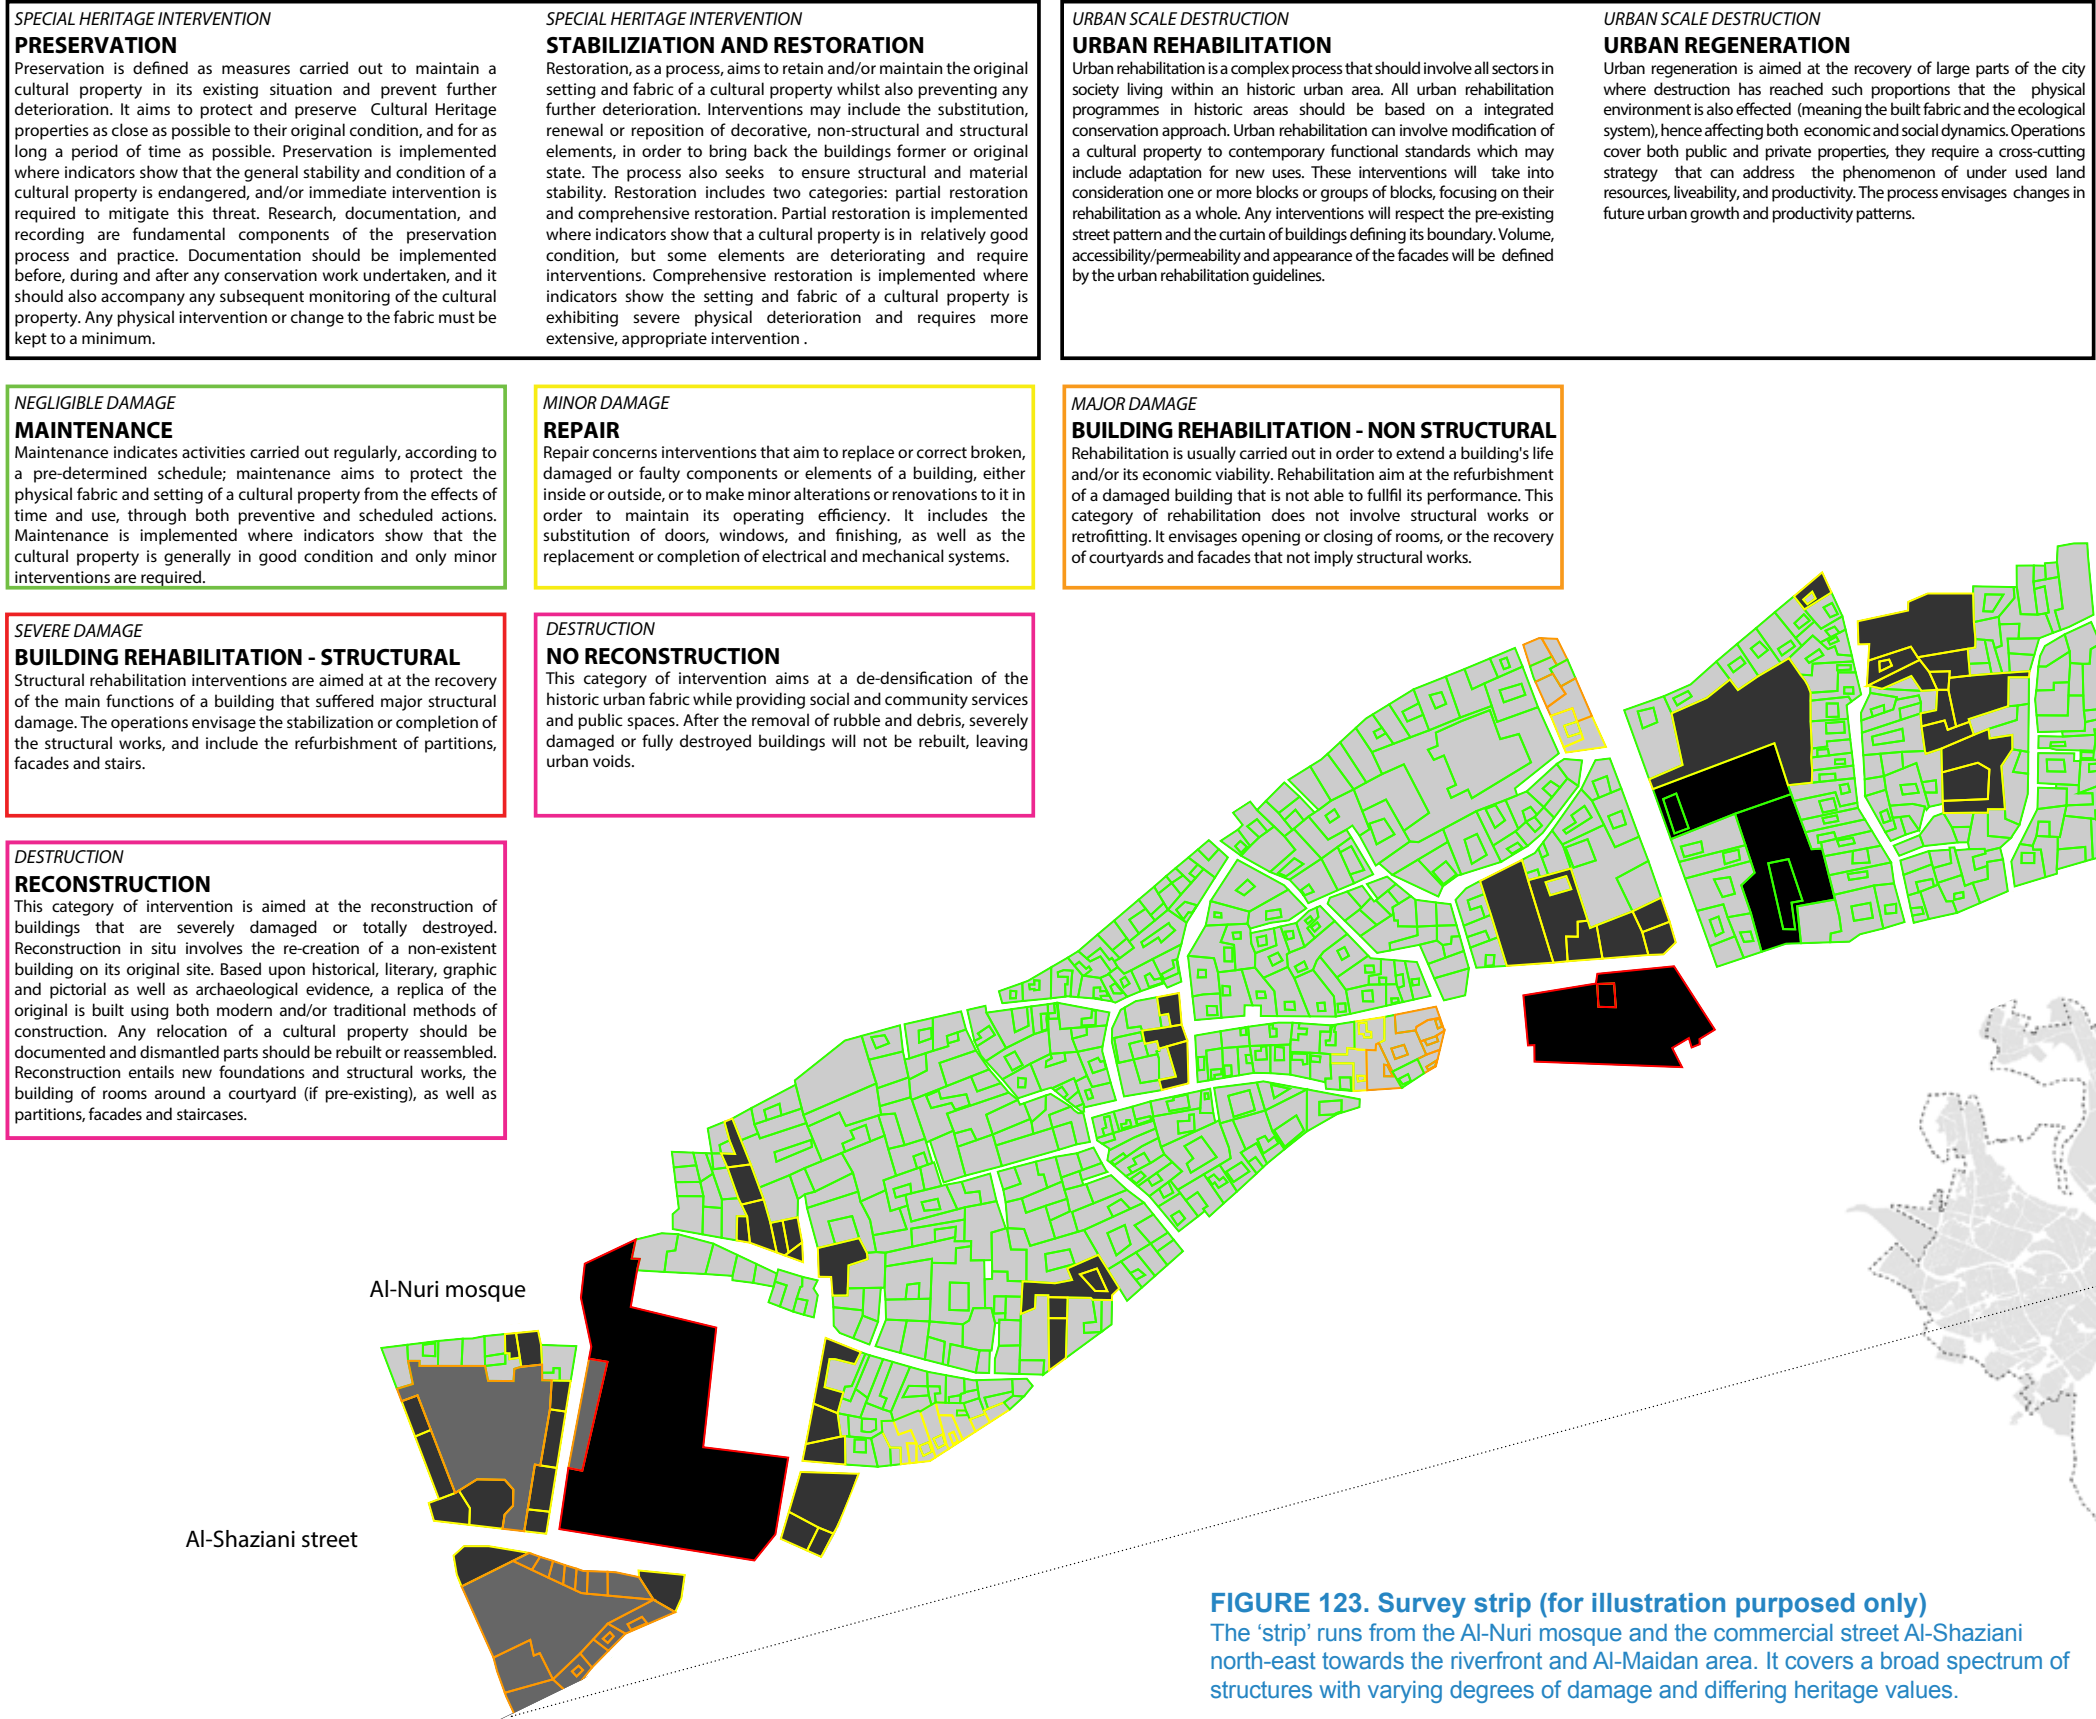 SPECIAL HERITAGE INTERVENTION
PRESERVATION
Preservation is defined as measures carried out to maintain a
cultural property in its existing situation and prevent further
deterioration. It aims to protect and preserve Cultural Heritage
properties as close as possible to their original condition, and for as
long a period of time as possible. Preservation is implemented
where indicators show that the general stability and condition of a
cultural property is endangered, and/or immediate intervention is
required to mitigate this threat. Research, documentation, and
recording are fundamental components of the preservation
process and practice. Documentation should be implemented
before, during and after any conservation work undertaken, and it
should also accompany any subsequent monitoring of the cultural
property. Any physical intervention or change to the fabric must be
kept to a minimum.
SPECIAL HERITAGE INTERVENTION
STABILIZIATION AND RESTORATION
Restoration, as a process, aims to retain and/or maintain the original
setting and fabric of a cultural property whilst also preventing any
further deterioration. Interventions may include the substitution,
renewal or reposition of decorative, non-structural and structural
elements, in order to bring back the buildings former or original
state. The process also seeks to ensure structural and material
stability. Restoration includes two categories: partial restoration
and comprehensive restoration. Partial restoration is implemented
where indicators show that a cultural property is in relatively good
condition, but some elements are deteriorating and require
interventions. Comprehensive restoration is implemented where
indicators show the setting and fabric of a cultural property is
exhibiting severe physical deterioration and requires more
extensive, appropriate intervention .
URBAN SCALE DESTRUCTION
URBAN REHABILITATION
Urban rehabilitation is a complex process that should involve all sectors in
society living within an historic urban area. All urban rehabilitation
programmes in historic areas should be based on a integrated
conservation approach. Urban rehabilitation can involve modification of
a cultural property to contemporary functional standards which may
include adaptation for new uses. These interventions will take into
consideration one or more blocks or groups of blocks, focusing on their
rehabilitation as a whole. Any interventions will respect the pre-existing
street pattern and the curtain of buildings defining its boundary. Volume,
accessibility/permeability and appearance of the facades will be defined
by the urban rehabilitation guidelines.
URBAN SCALE DESTRUCTION
URBAN REGENERATION
Urban regeneration is aimed at the recovery of large parts of the city
where destruction has reached such proportions that the physical
environment is also effected (meaning the built fabric and the ecological
system), hence affecting both economic and social dynamics. Operations
cover both public and private properties, they require a cross-cutting
strategy that can address the phenomenon of under used land
resources, liveability, and productivity. The process envisages changes in
future urban growth and productivity patterns.
NEGLIGIBLE DAMAGE
MAINTENANCE
Maintenance indicates activities carried out regularly, according to
a pre-determined schedule; maintenance aims to protect the
physical fabric and setting of a cultural property from the effects of
time and use, through both preventive and scheduled actions.
Maintenance is implemented where indicators show that the
cultural property is generally in good condition and only minor
interventions are required.
MINOR DAMAGE
REPAIR
Repair concerns interventions that aim to replace or correct broken,
damaged or faulty components or elements of a building, either
inside or outside, or to make minor alterations or renovations to it in
order to maintain its operating efficiency. It includes the
substitution of doors, windows, and finishing, as well as the
replacement or completion of electrical and mechanical systems.
MAJOR DAMAGE
BUILDING REHABILITATION - NON STRUCTURAL
Rehabilitation is usually carried out in order to extend a building's life
and/or its economic viability. Rehabilitation aim at the refurbishment
of a damaged building that is not able to fullfil its performance. This
category of rehabilitation does not involve structural works or
retrofitting. It envisages opening or closing of rooms, or the recovery
of courtyards and facades that not imply structural works.
SEVERE DAMAGE
BUILDING REHABILITATION - STRUCTURAL
Structural rehabilitation interventions are aimed at at the recovery
of the main functions of a building that suffered major structural
damage. The operations envisage the stabilization or completion of
the structural works, and include the refurbishment of partitions,
facades and stairs.
DESTRUCTION
NO RECONSTRUCTION
This category of intervention aims at a de-densification of the
historic urban fabric while providing social and community services
and public spaces. After the removal of rubble and debris, severely
damaged or fully destroyed buildings will not be rebuilt, leaving
urban voids.
DESTRUCTION
RECONSTRUCTION
This category of intervention is aimed at the reconstruction of
buildings that are severely damaged or totally destroyed.
Reconstruction in situ involves the re-creation of a non-existent
building on its original site. Based upon historical, literary, graphic
and pictorial as well as archaeological evidence, a replica of the
original is built using both modern and/or traditional methods of
construction. Any relocation of a cultural property should be
documented and dismantled parts should be rebuilt or reassembled.
Reconstruction entails new foundations and structural works, the
building of rooms around a courtyard (if pre-existing), as well as
partitions, facades and staircases.
Al-Nuri mosque
Al-Shaziani street
FIGURE 123. Survey strip (for illustration purposed only)
The ‘strip’ runs from the Al-Nuri mosque and the commercial street Al-Shaziani
north-east towards the riverfront and Al-Maidan area. It covers a broad spectrum of
structures with varying degrees of damage and differing heritage values.